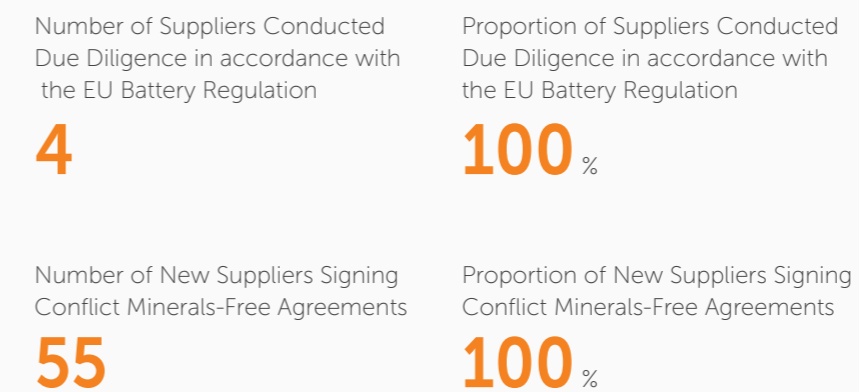 Number of Suppliers Conducted
Due Diligence in accordance with
the EU Battery Regulation
4
Proportion of Suppliers Conducted
Due Diligence in accordance with
the EU Battery Regulation
100 %
Number of New Suppliers Signing
Conflict Minerals-Free Agreements
55
Proportion of New Suppliers Signing
Conflict Minerals-Free Agreements
100 %